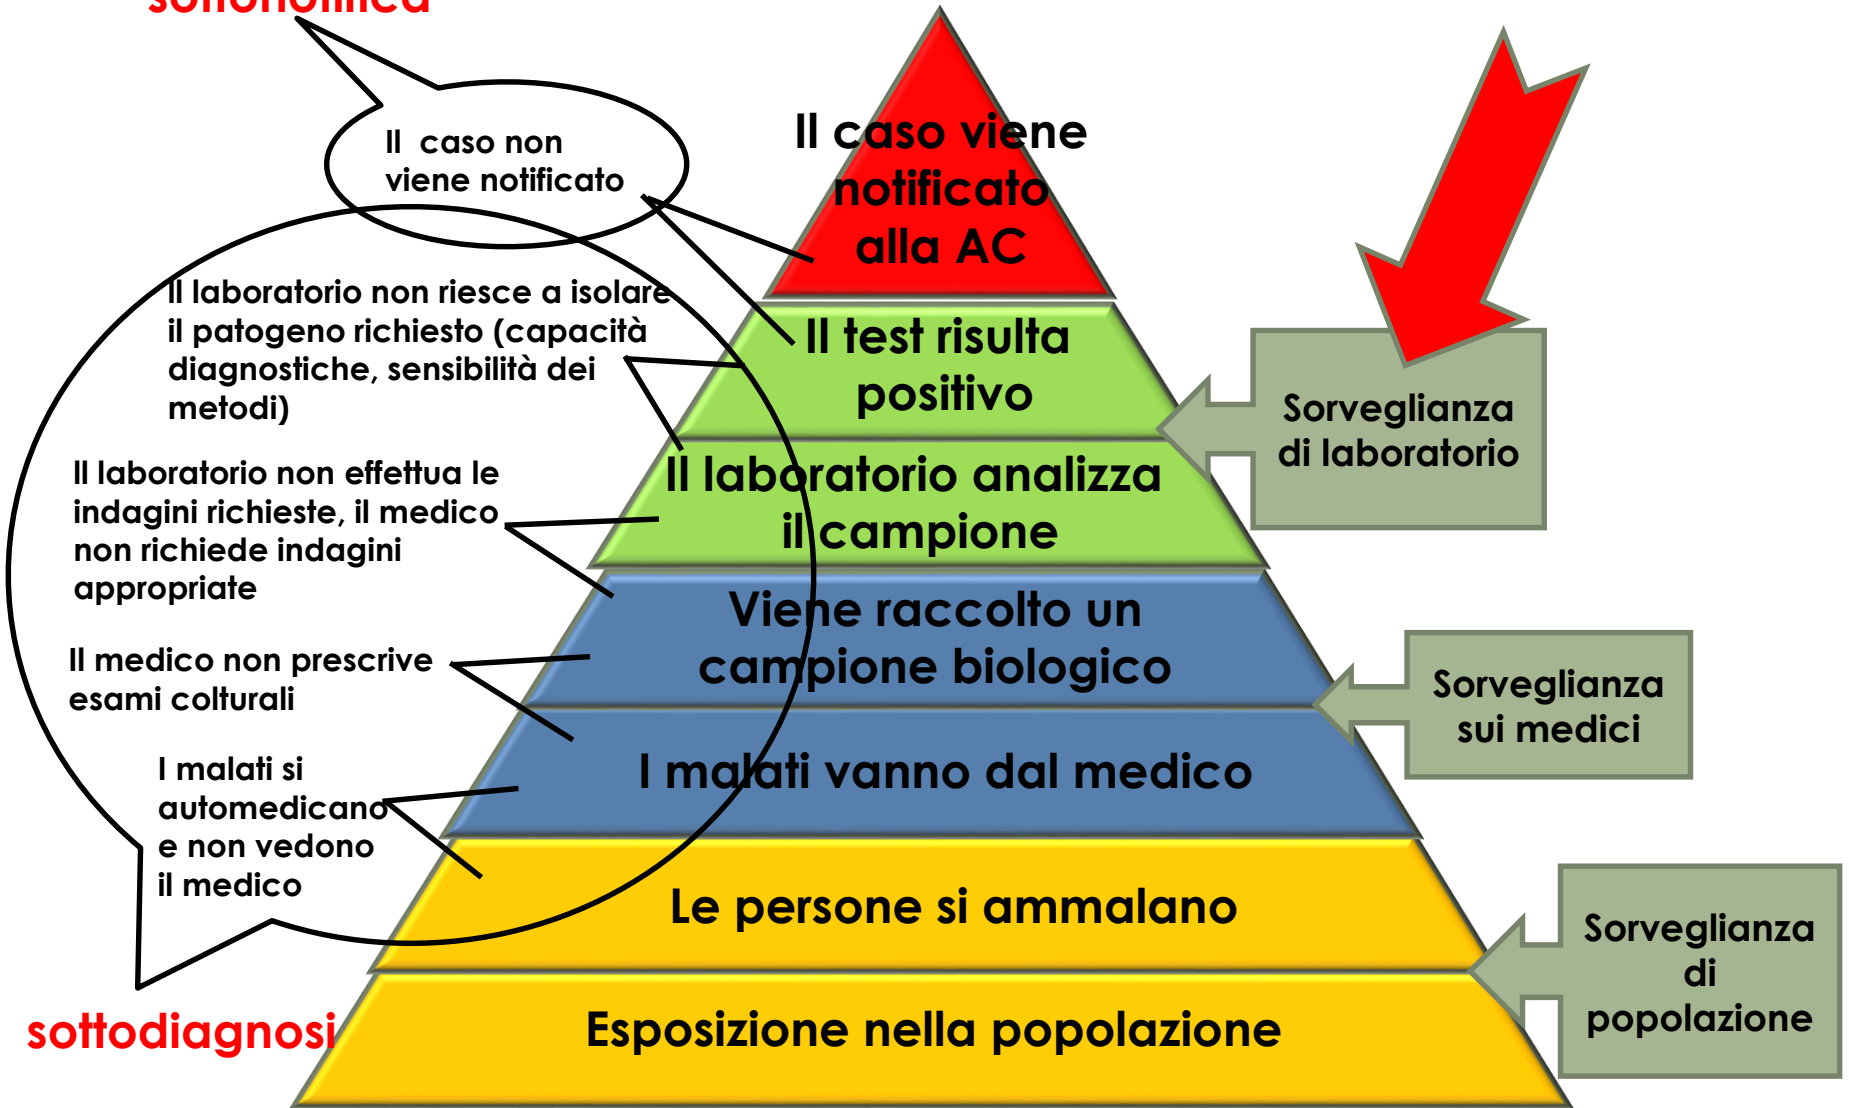 sottonotifica
Il caso non
viene notificato
Il laboratorio non riesce a isolare
il patogeno richiesto (capacità
diagnostiche, sensibilità dei
metodi)
Il laboratorio non effettua le
indagini richieste, il medico
non richiede indagini
appropriate
Il medico non prescrive
esami colturali
I malati si
automedicano
e non vedono
il medico
sottodiagnosi
Il caso viene
notificato
alla AC
Il test risulta
positivo
Il laboratorio analizza
il campione
Viene raccolto un
campione biologico
I malati vanno dal medico
Le persone si ammalano
Esposizione nella popolazione
Sorveglianza
di laboratorio
Sorveglianza
sui medici
Sorveglianza
di
popolazione